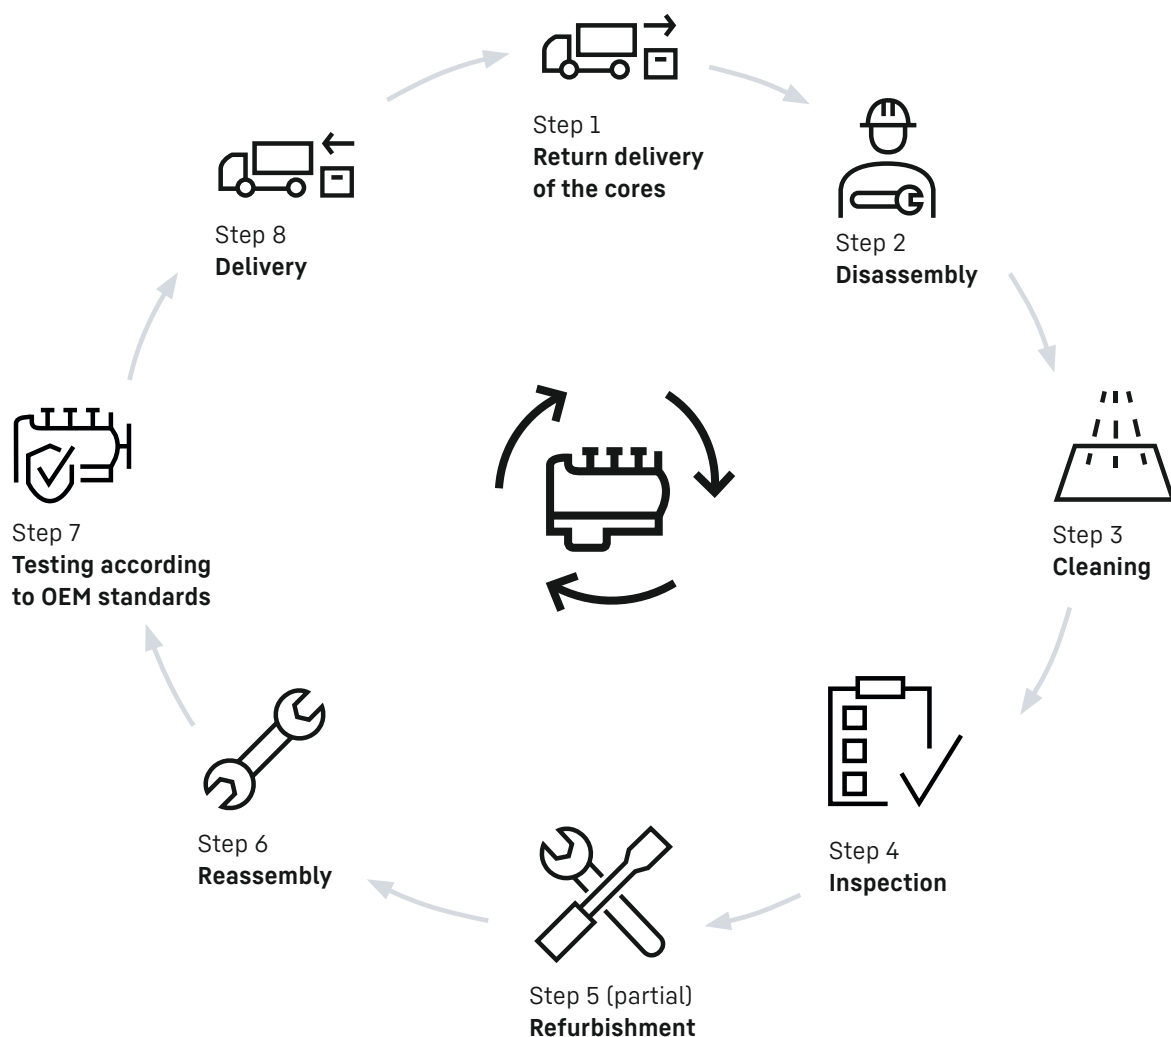 Step 1
Return delivery
of the cores
Step 2
Disassembly
Step 3
Cleaning
Step 4
Inspection
Step 5 (partial)
Refurbishment
Step 6
Reassembly
Step 7
Testing according
to OEM standards
Step 8
Delivery